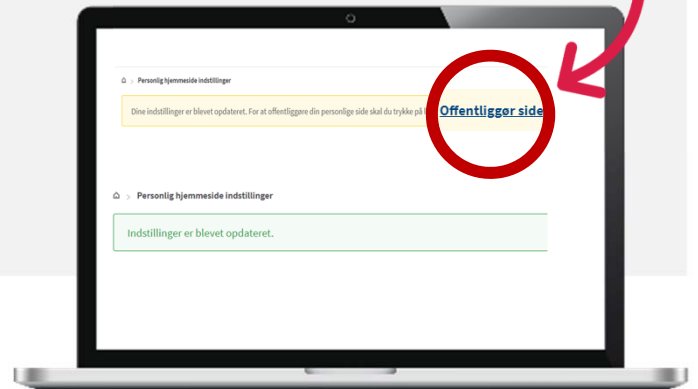 Personlig hjemmeside indstillinger
Dine indstillinger er blevet opdateret. For at offentliggøre din personlige side skal du trykke på
Offentliggør side
Personlig hjemmeside indstillinger
Indstillinger er blevet opdateret.